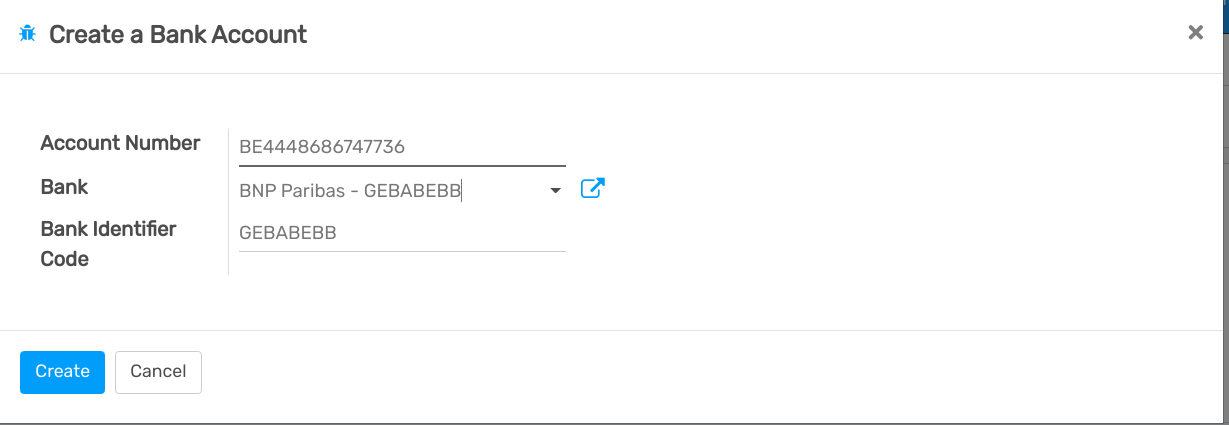 Create a Bank Account
Account Number
BE4448686747736
Bank
BNP Paribas - GEBABEBB
Bank Identifier
Code
GEBABEBB
Create
Cancel